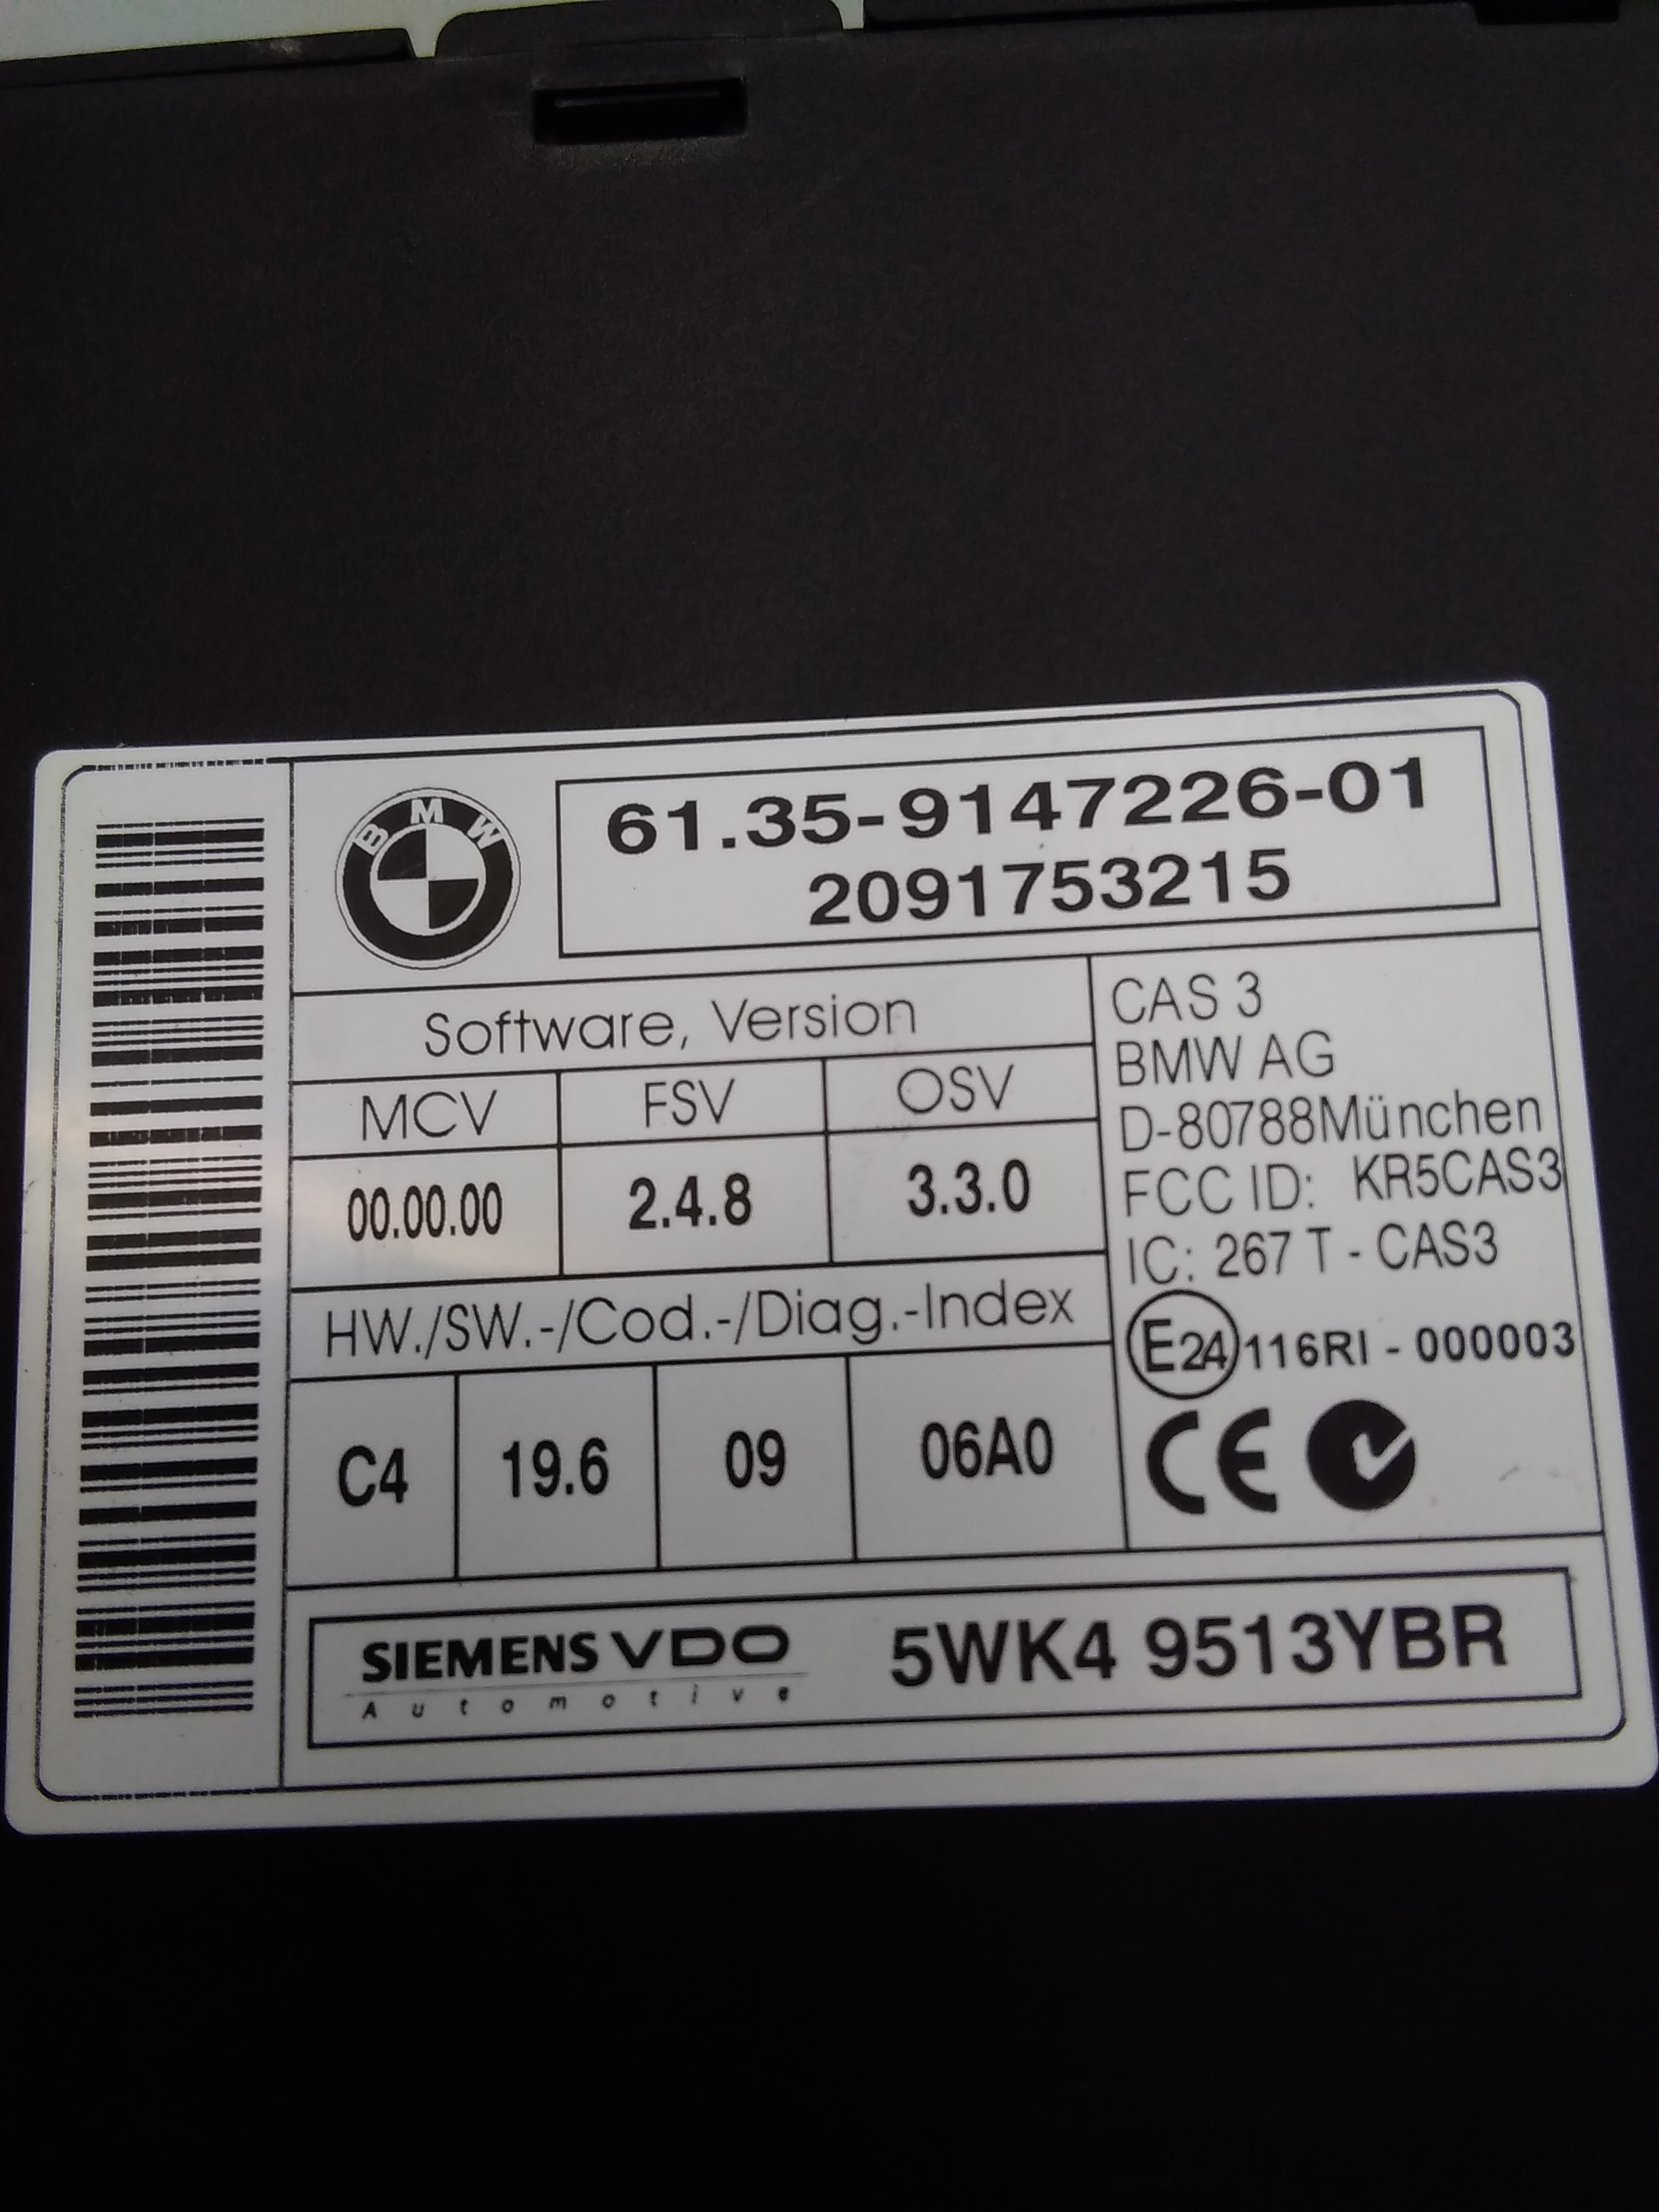 BMW
61.35-9147226-01
2091753215
Software, Version
MCV FSV OSV
00.00.00 2.4.8 3.3.0
HW./SW.-/Cod.-/Diag.-Index
C4 19.6 09 06A0
CAS 3
BMW AG
D-80788München
FCC ID: KR5CAS3
IC: 267 T - CAS3
E24 116RI - 000003
CE
SIEMENS VDO
Automotive
5WK4 9513YBR